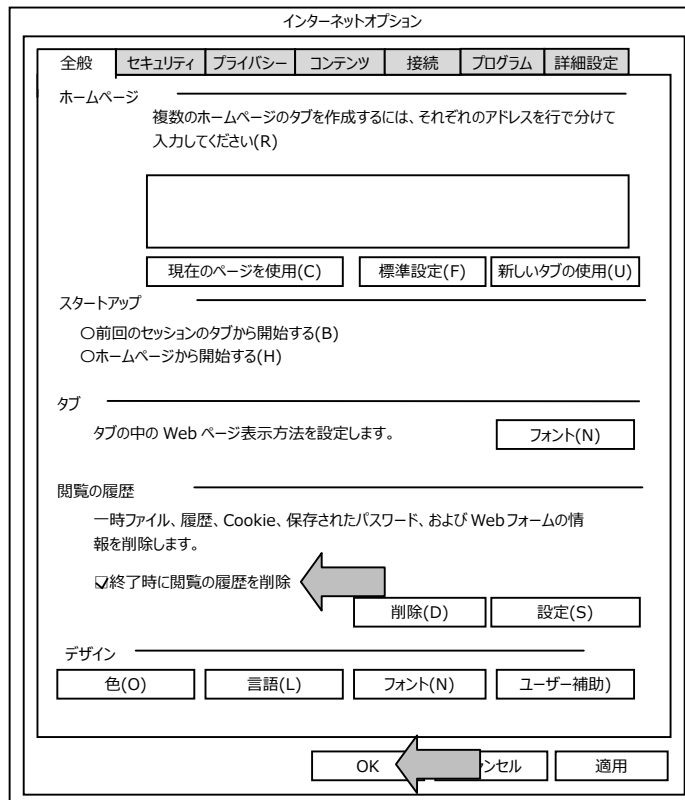 インターネットオプション
全般 セキュリティ プライバシー コンテンツ 接続 プログラム 詳細設定
ホームページ
複数のホームページのタブを作成するには、それぞれのアドレスを行で分けて
入力してください(R)
現在のページを使用(C) 標準設定(F) 新しいタブの使用(U)
スタートアップ
○前回のセッションのタブから開始する(B)
○ホームページから開始する(H)
タブ
タブの中の Web ページ表示方法を設定します。 フォント(N)
閲覧の履歴
一時ファイル、履歴、Cookie、保存されたパスワード、および Web フォームの情
報を削除します。
☑終了時に閲覧の履歴を削除
削除(D) 設定(S)
デザイン
色(O) 言語(L) フォント(N) ユーザー補助)
OK ンセル 適用